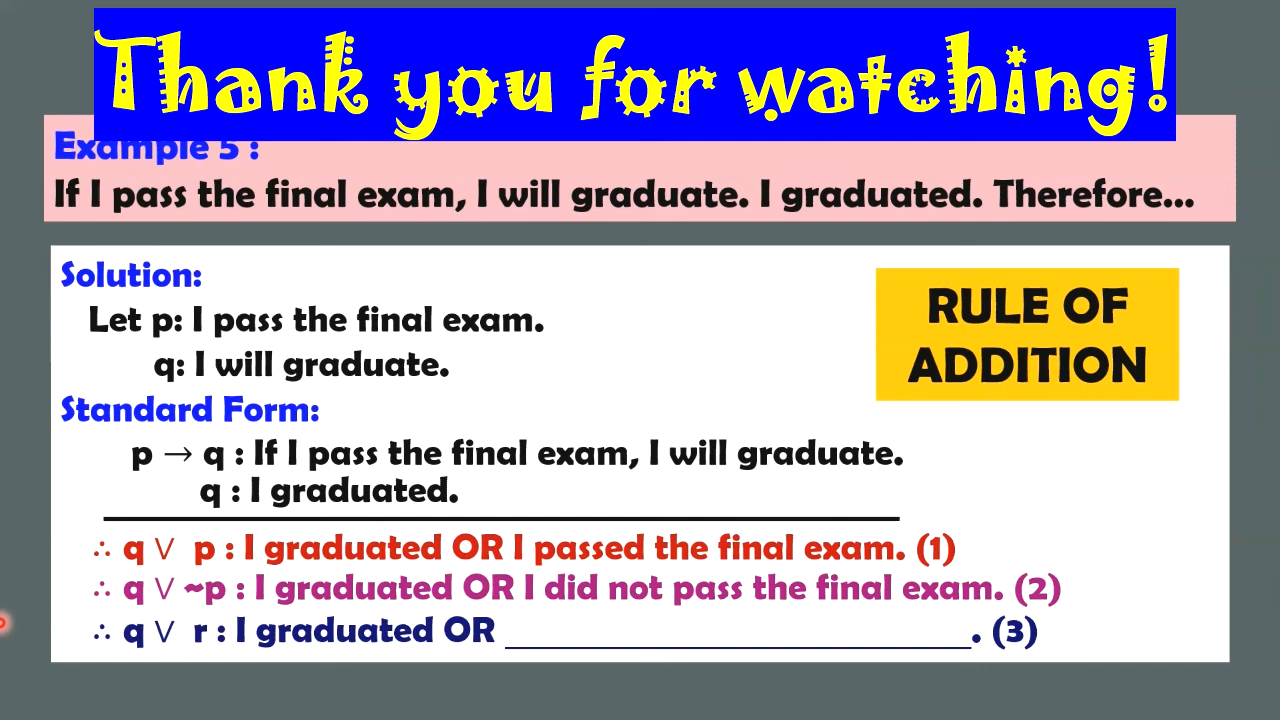 Thank you for watching!
Example 5 :
If I pass the final exam, I will graduate. I graduated. Therefore...
Solution:
Let p: I pass the final exam.
q: I will graduate.
RULE OF
ADDITION
Standard Form:
p → q : If I pass the final exam, I will graduate.
q : I graduated.
∴ q ∨ p : I graduated OR I passed the final exam. (1)
∴ q ∨ ~p : I graduated OR I did not pass the final exam. (2)
∴ q ∨ r : I graduated OR ______________________. (3)